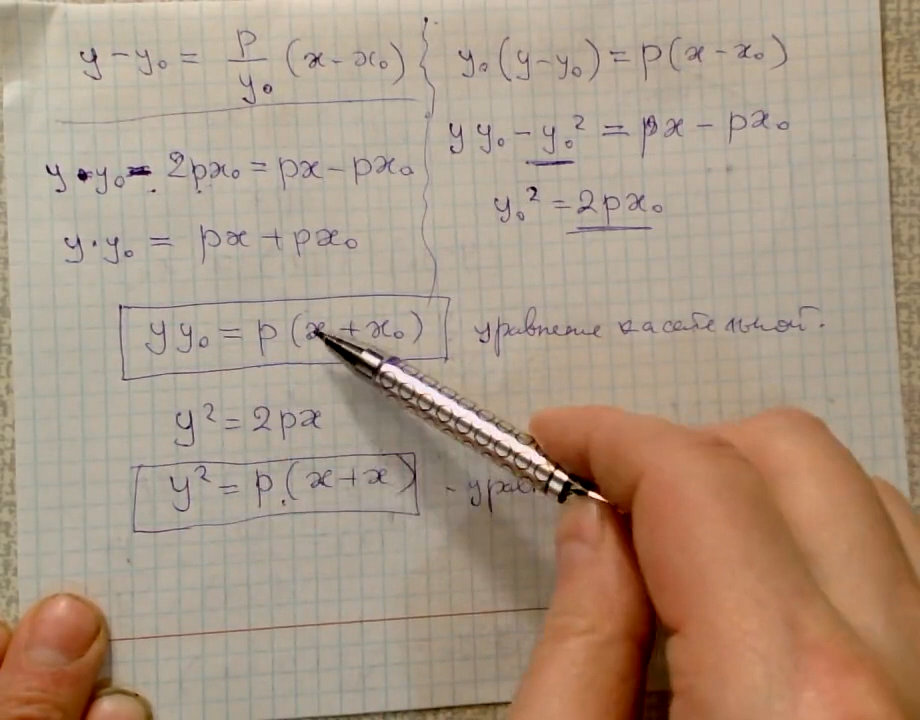 y - y₀ = p/y₀ (x - x₀)
y · y₀ - 2px₀ = px - px₀
y · y₀ = px + px₀
y₀(y - y₀) = p(x - x₀)
yy₀ - y₀² = px - px₀
y₀² = 2px₀
yy₀ = p(x + x₀) уравнение касательной.
y² = 2px
y² = p(x + x) -